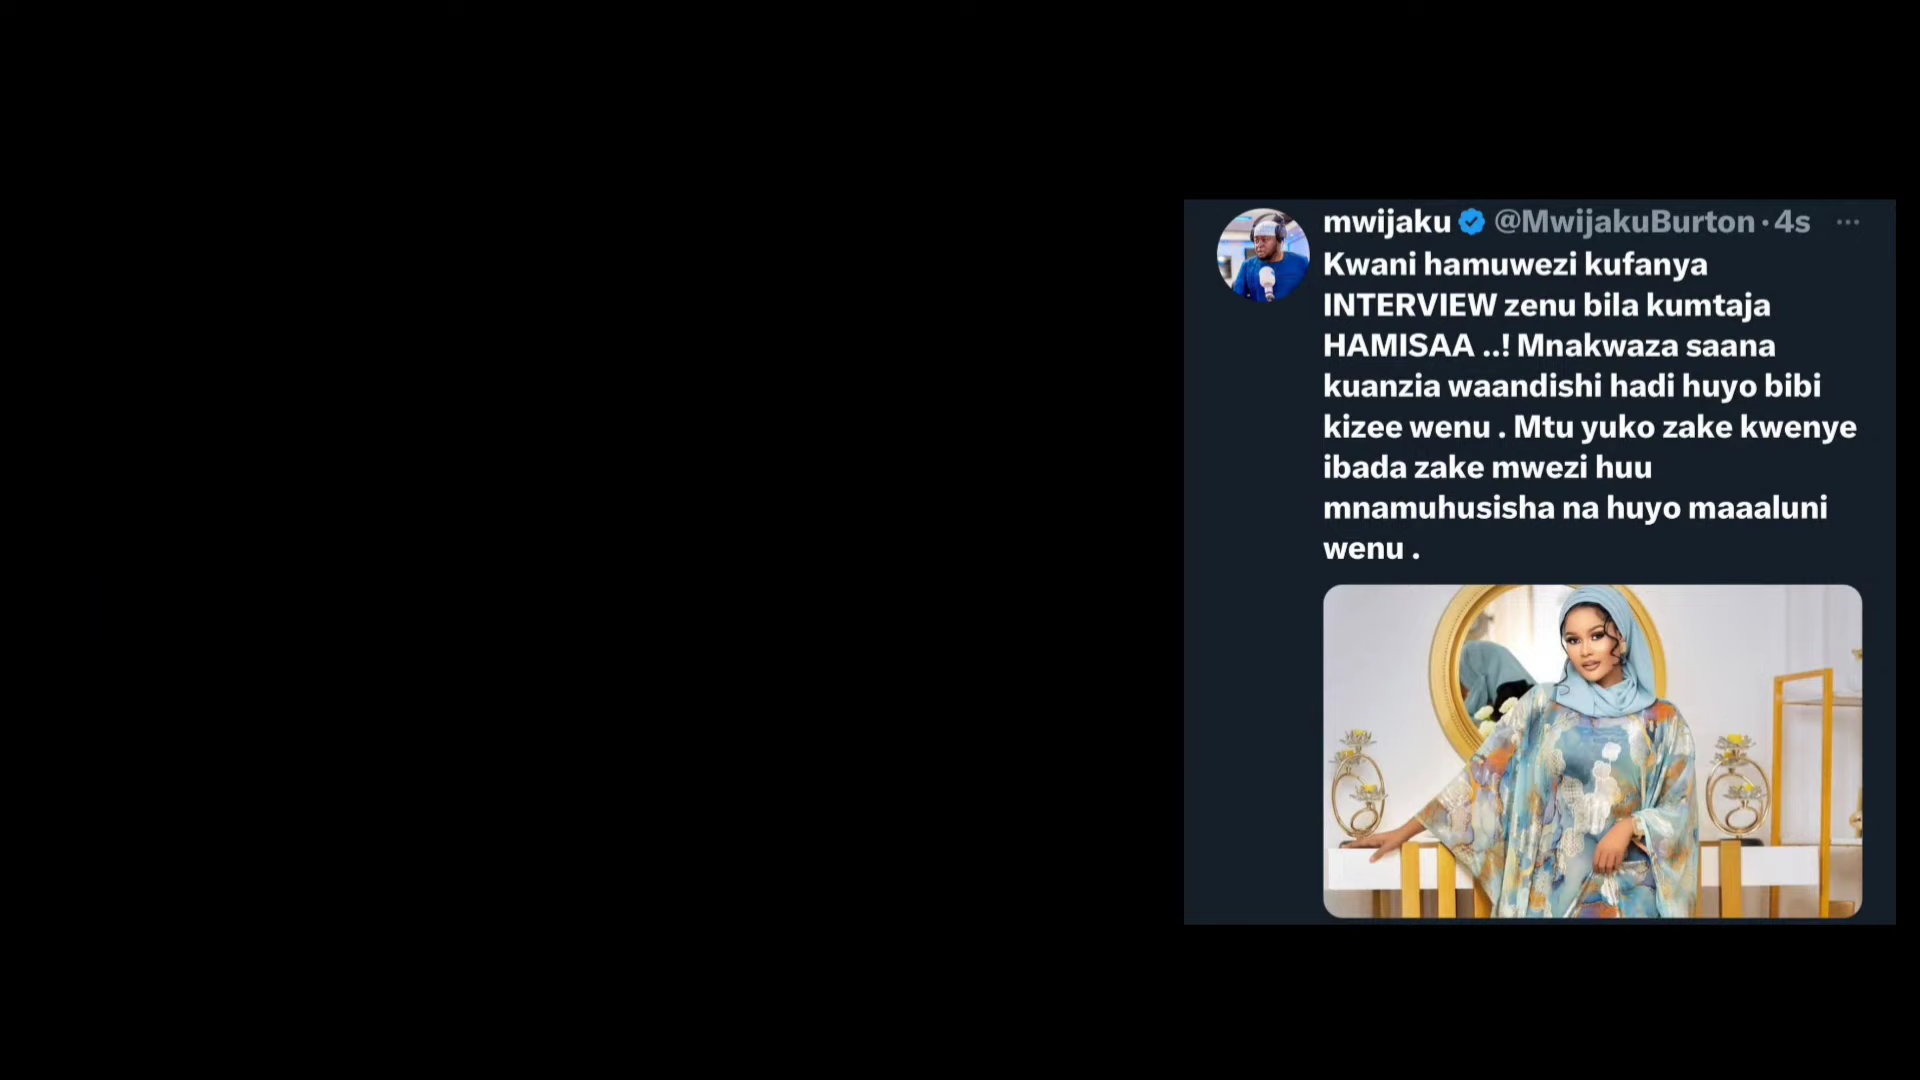 mwijaku @MwijakuBurton · 4s ···
Kwani hamuwezi kufanya
INTERVIEW zenu bila kumtaja
HAMISAA ..! Mnakwaza saana
kuanzia waandishi hadi huyo bibi
kizee wenu . Mtu yuko zake kwenye
ibada zake mwezi huu
mnamuhusisha na huyo maaaluni
wenu .